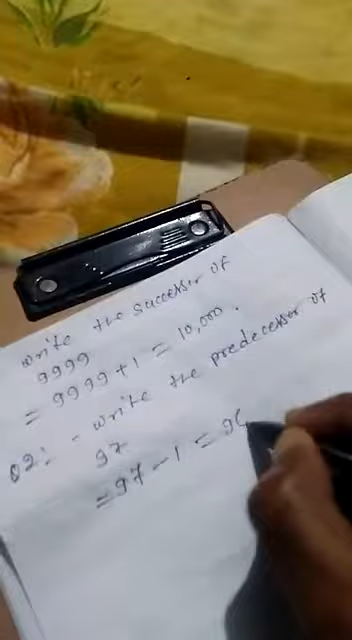 write the successor of
9999
= 9999 + 1 = 10,000.
Q2:- write the predecessor of
97
= 97 - 1 = 96